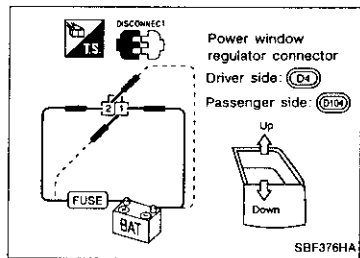 DISCONNECT
T.S.
Power window
regulator connector
Driver side: D4
Passenger side: D104
2 1
Up
FUSE
BAT
Down
SBF376HA